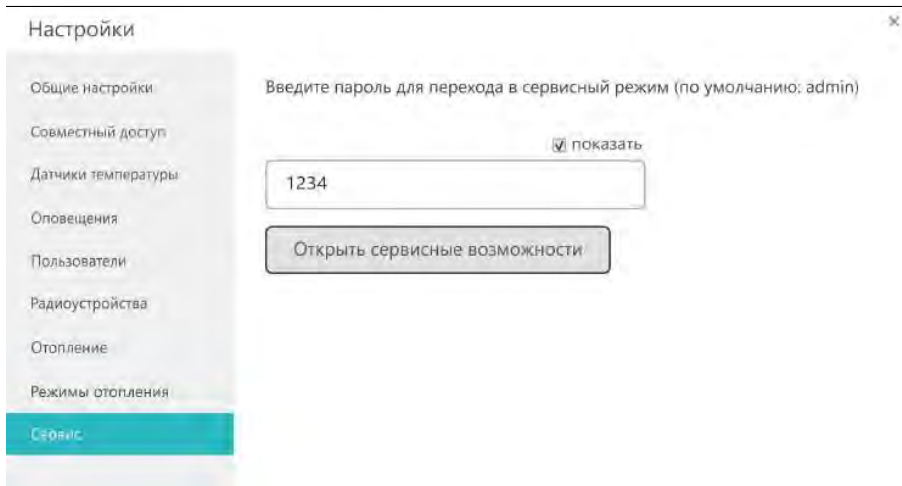 Настройки
Общие настройки
Совместный доступ
Датчики температуры
Оповещения
Пользователи
Радиоустройства
Отопление
Режимы отопления
Сервис
Введите пароль для перехода в сервисный режим (по умолчанию: admin)
показать
1234
Открыть сервисные возможности